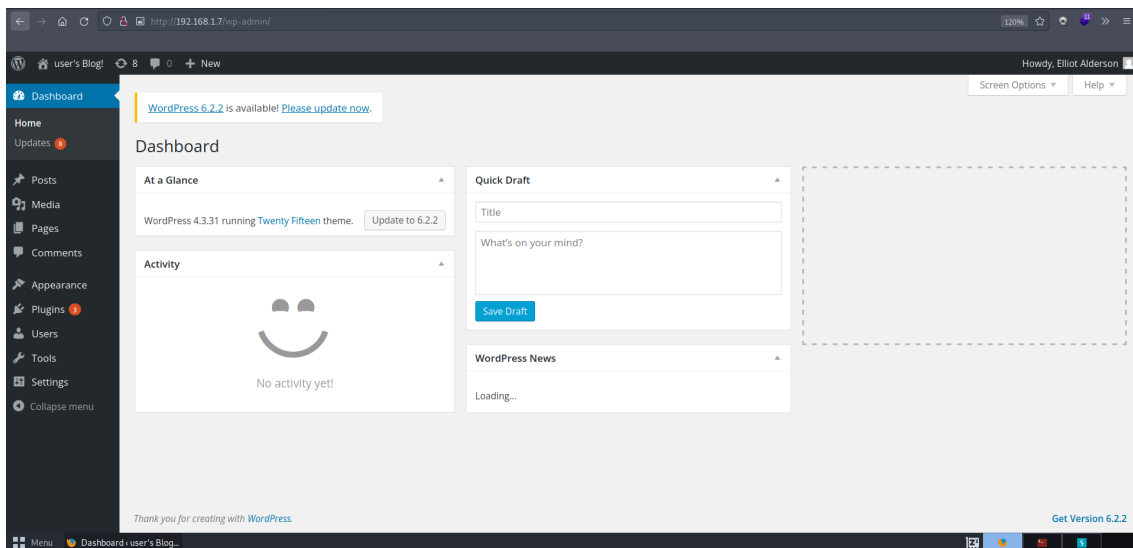 http://192.168.1.7/wp-admin/
120%
11
user's Blog!
8
0
New
Howdy, Elliot Alderson
Screen Options
Help
Dashboard
Home
Updates 8
Posts
Media
Pages
Comments
Appearance
Plugins 3
Users
Tools
Settings
Collapse menu
WordPress 6.2.2 is available! Please update now.
Dashboard
At a Glance
WordPress 4.3.31 running Twenty Fifteen theme.
Update to 6.2.2
Activity
No activity yet!
Quick Draft
Title
What's on your mind?
Save Draft
WordPress News
Loading...
Thank you for creating with WordPress.
Get Version 6.2.2
Menu
Dashboard ‹ user's Blog...